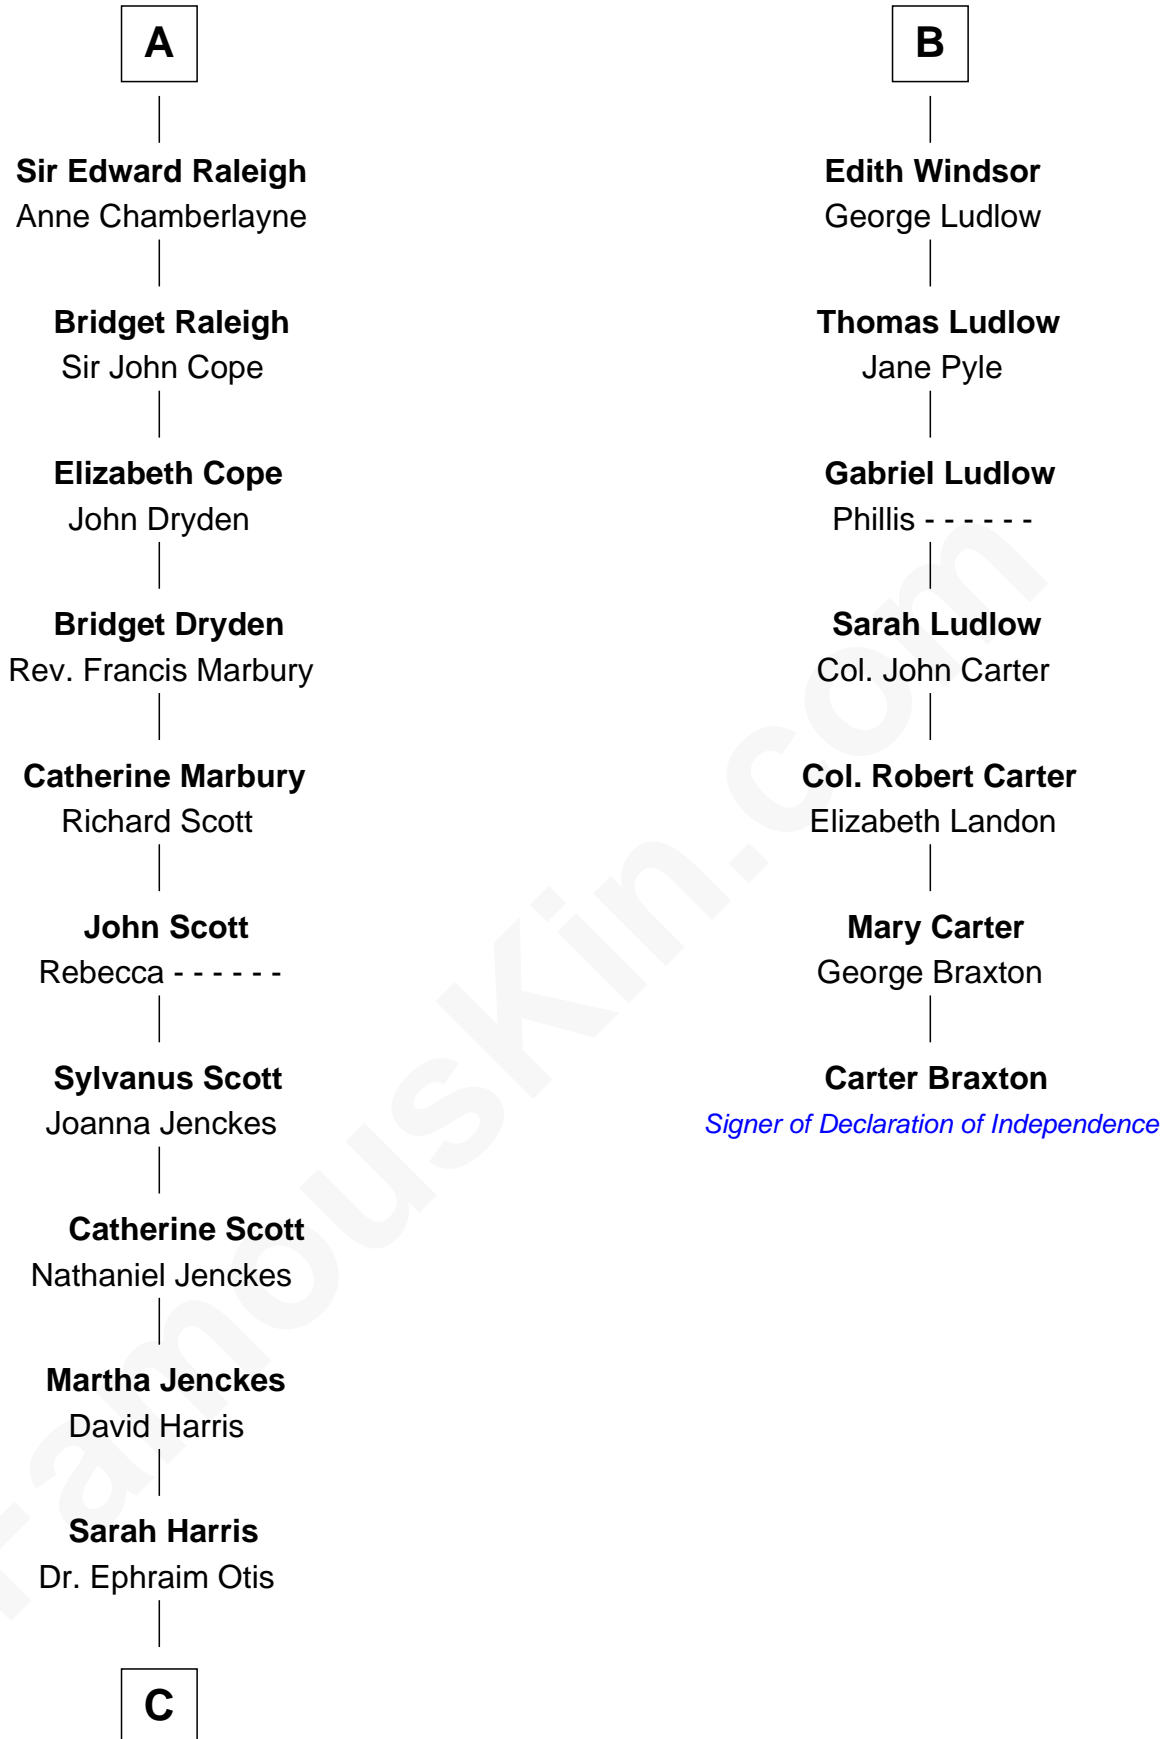 A
Sir Edward Raleigh
Anne Chamberlayne
Bridget Raleigh
Sir John Cope
Elizabeth Cope
John Dryden
Bridget Dryden
Rev. Francis Marbury
Catherine Marbury
Richard Scott
John Scott
Rebecca - - - - - -
Sylvanus Scott
Joanna Jenckes
Catherine Scott
Nathaniel Jenckes
Martha Jenckes
David Harris
Sarah Harris
Dr. Ephraim Otis
C
B
Edith Windsor
George Ludlow
Thomas Ludlow
Jane Pyle
Gabriel Ludlow
Phillis - - - - - -
Sarah Ludlow
Col. John Carter
Col. Robert Carter
Elizabeth Landon
Mary Carter
George Braxton
Carter Braxton
Signer of Declaration of Independence
FamousKin.com